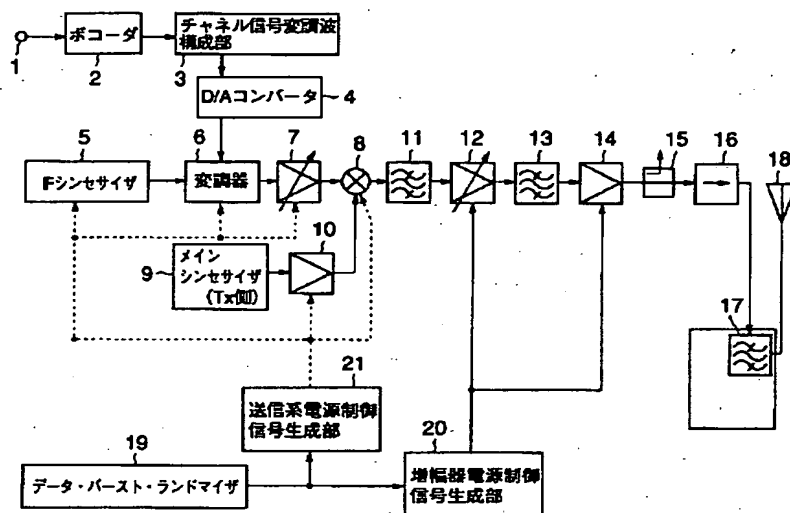 1
ボコーダ
2
チャネル信号変調波
構成部
3
D/Aコンバータ
4
5
IFシンセサイザ
6
変調器
7
8
11
12
13
14
15
16
18
9
メイン
シンセサイザ
(Tx側)
10
17
21
送信系電源制御
信号生成部
19
データ・バースト・ランドマイザ
20
増幅器電源制御
信号生成部